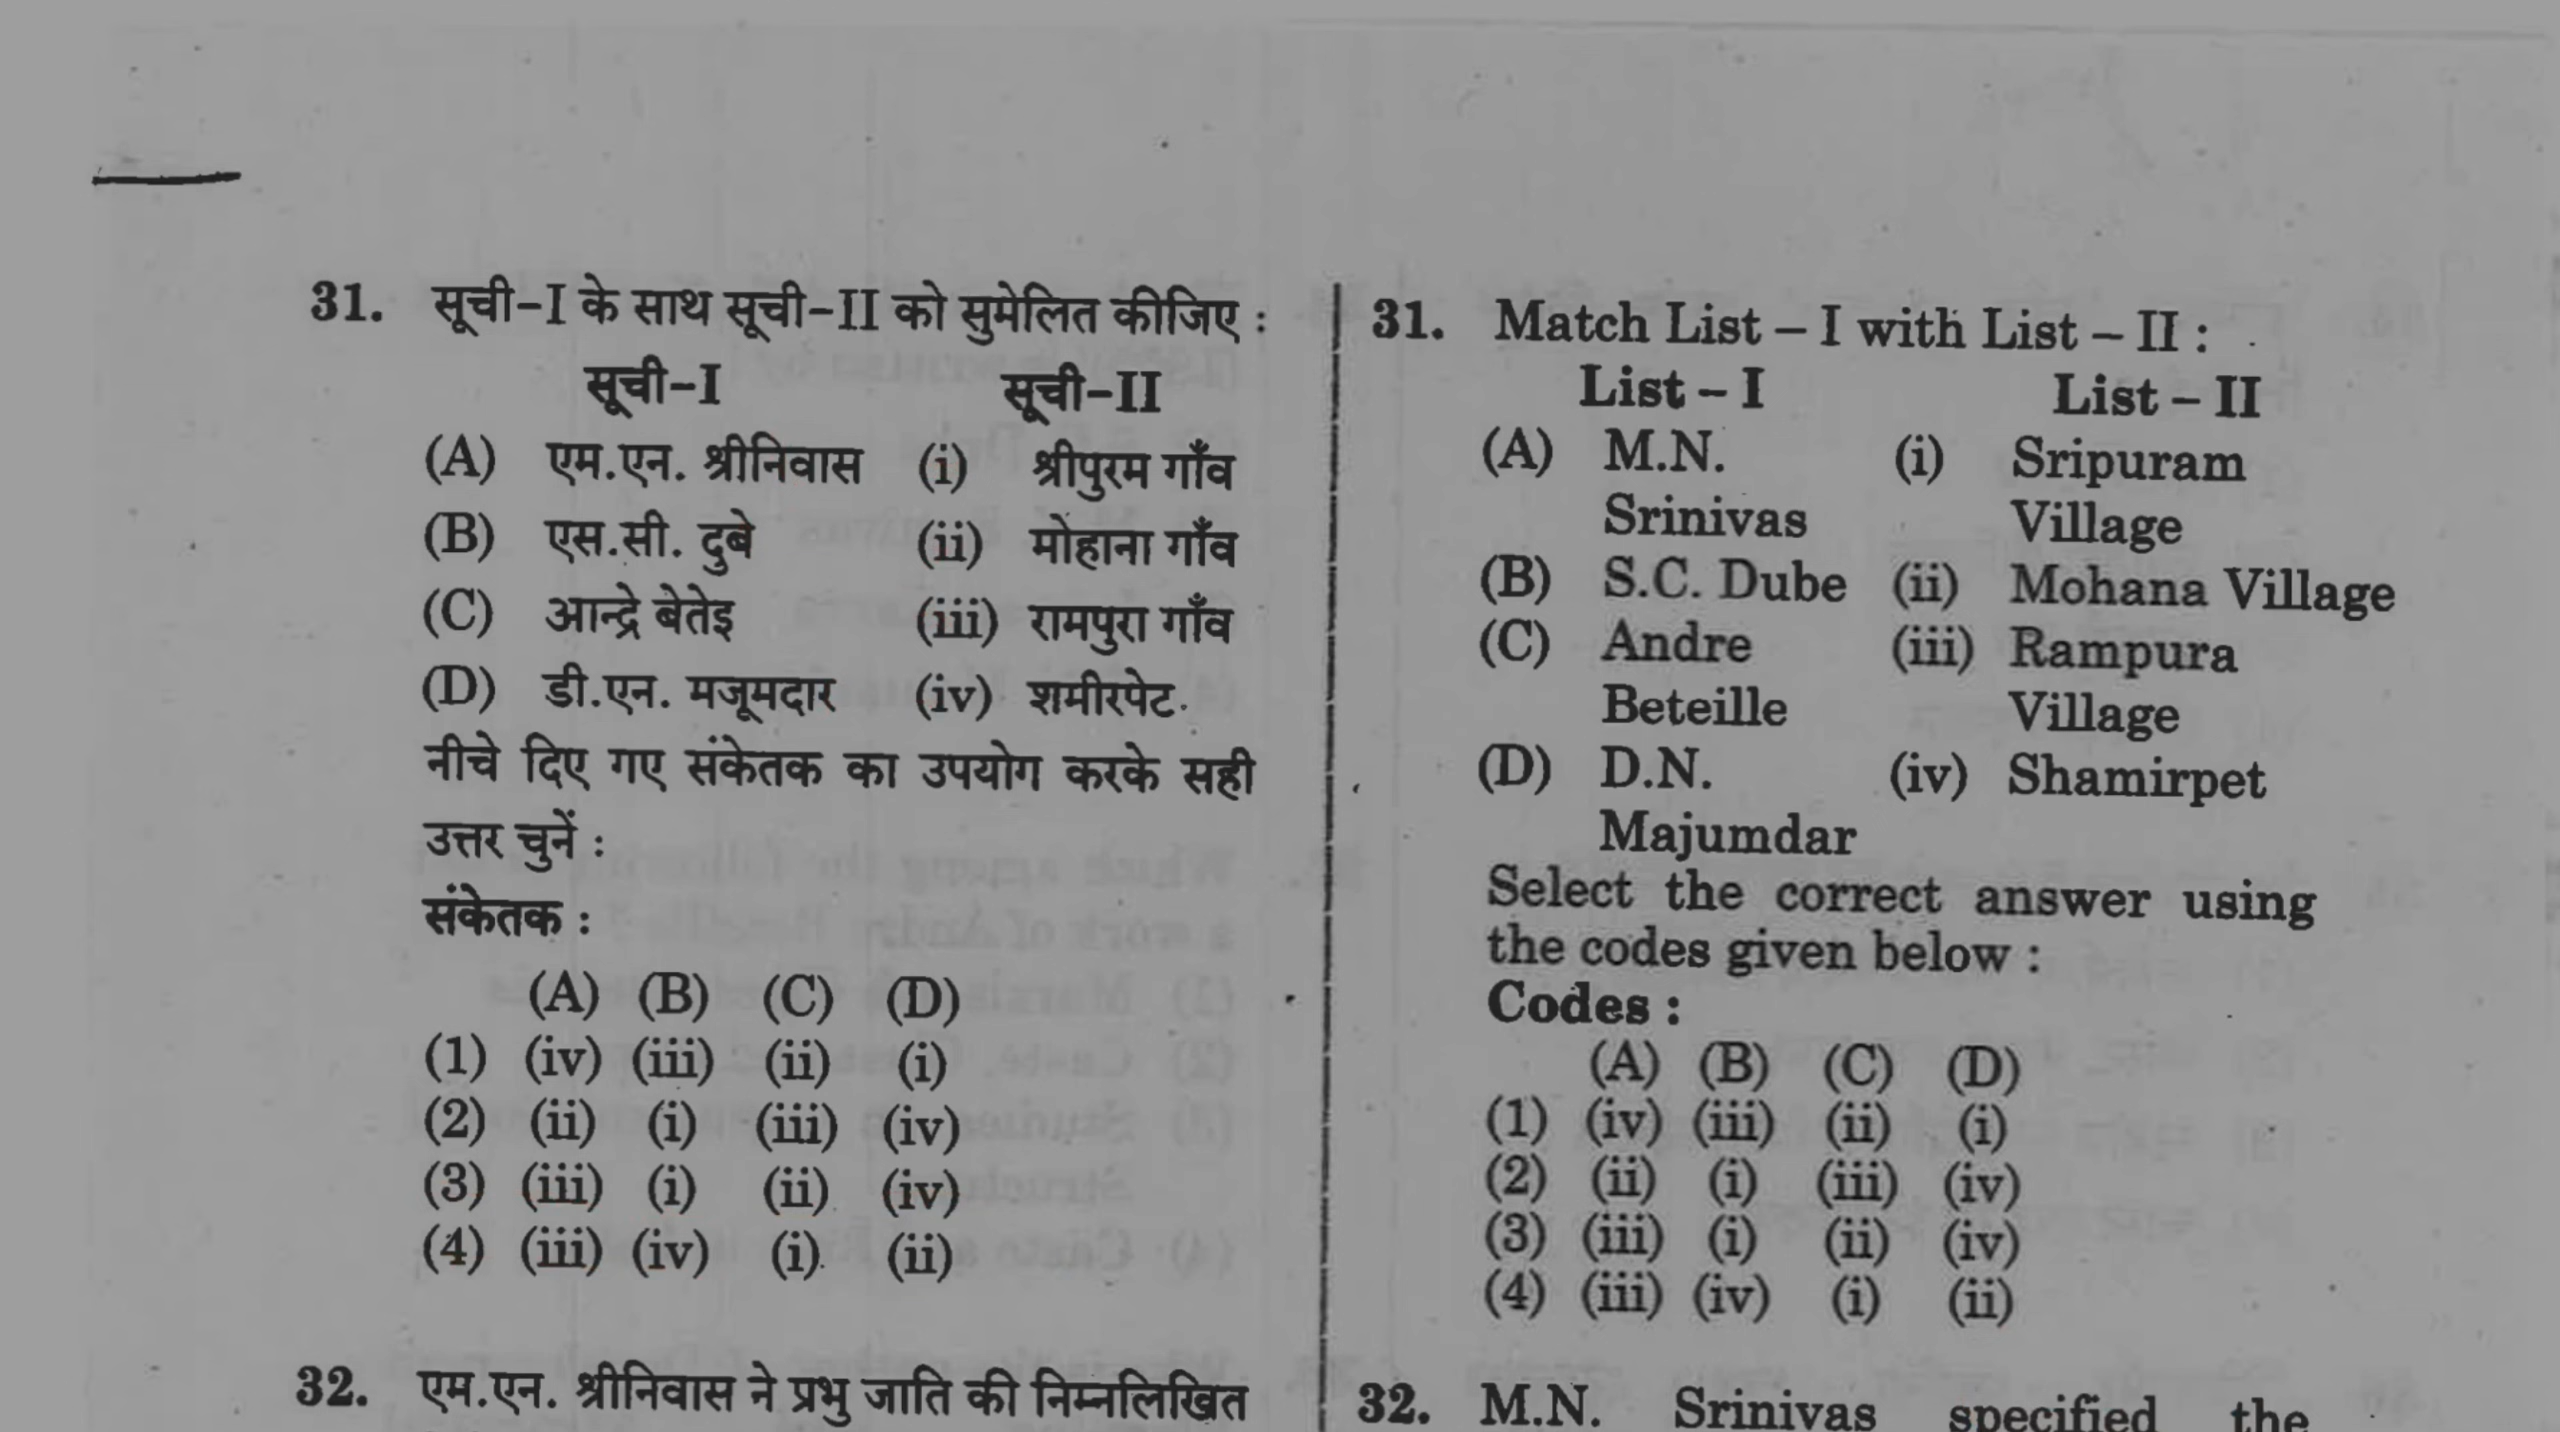 31. सूची-I के साथ सूची-II को सुमेलित कीजिए :
सूची-I सूची-II
(A) एम.एन. श्रीनिवास (i) श्रीपुरम गाँव
(B) एस.सी. दुबे (ii) मोहाना गाँव
(C) आन्द्रे बेतेइ (iii) रामपुरा गाँव
(D) डी.एन. मजूमदार (iv) शमीरपेट
नीचे दिए गए संकेतक का उपयोग करके सही
उत्तर चुनें :
संकेतक :
(A) (B) (C) (D)
(1) (iv) (iii) (ii) (i)
(2) (ii) (i) (iii) (iv)
(3) (iii) (i) (ii) (iv)
(4) (iii) (iv) (i) (ii)
32. एम.एन. श्रीनिवास ने प्रभु जाति की निम्नलिखित
31. Match List – I with List – II :
List – I List – II
(A) M.N. (i) Sripuram
Srinivas Village
(B) S.C. Dube (ii) Mohana Village
(C) Andre (iii) Rampura
Beteille Village
(D) D.N. (iv) Shamirpet
Majumdar
Select the correct answer using
the codes given below :
Codes :
(A) (B) (C) (D)
(1) (iv) (iii) (ii) (i)
(2) (ii) (i) (iii) (iv)
(3) (iii) (i) (ii) (iv)
(4) (iii) (iv) (i) (ii)
32. M.N. Srinivas specified the